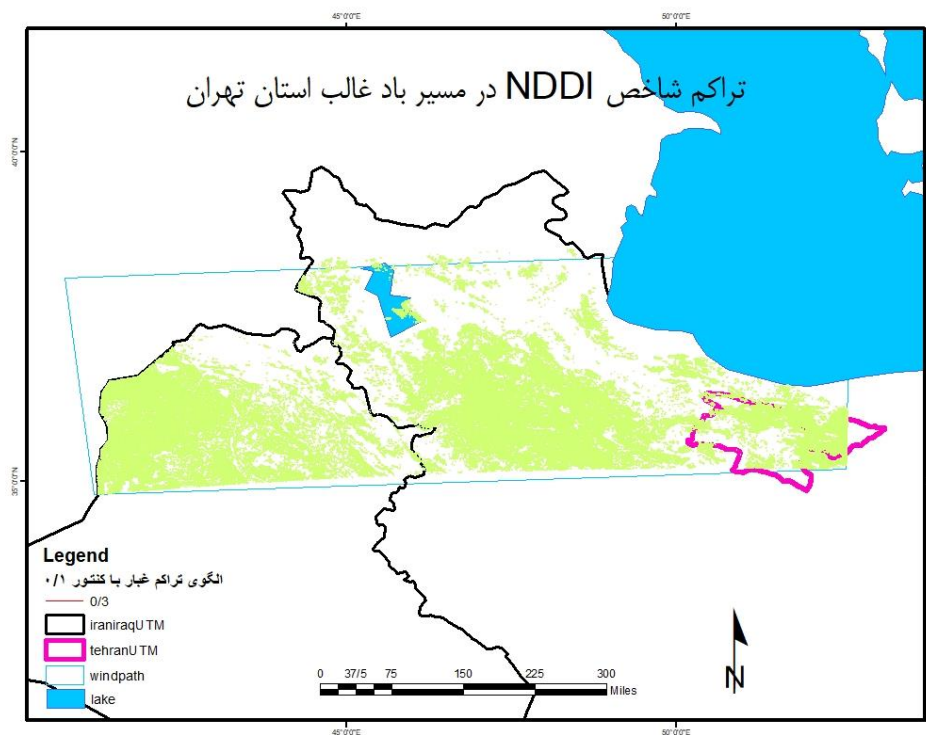 45°0'0"E 50°0'0"E
تراکم شاخص NDDI در مسیر باد غالب استان تهران
40°0'0"N
35°0'0"N
Legend
الگوی تراکم غبار با کنتور ۰/۱
0/3
iraniraqUTM
tehranUTM
windpath
lake
0 37/5 75 150 225 300
Miles
N
45°0'0"E 50°0'0"E